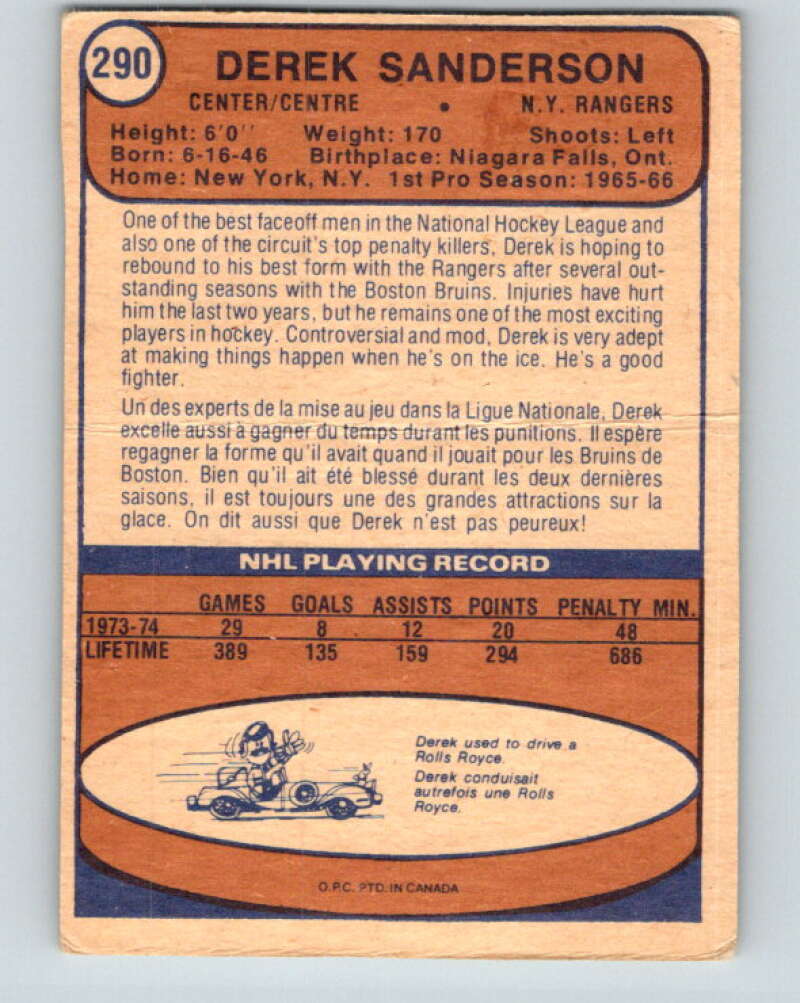 290
DEREK SANDERSON
CENTER/CENTRE • N.Y. RANGERS
Height: 6'0'' Weight: 170 Shoots: Left
Born: 6-16-46 Birthplace: Niagara Falls, Ont.
Home: New York, N.Y. 1st Pro Season: 1965-66
One of the best faceoff men in the National Hockey League and
also one of the circuit's top penalty killers, Derek is hoping to
rebound to his best form with the Rangers after several out-
standing seasons with the Boston Bruins. Injuries have hurt
him the last two years, but he remains one of the most exciting
players in hockey. Controversial and mod, Derek is very adept
at making things happen when he's on the ice. He's a good
fighter.
Un des experts de la mise au jeu dans la Ligue Nationale, Derek
excelle aussi à gagner du temps durant les punitions. Il espère
regagner la forme qu'il avait quand il jouait pour les Bruins de
Boston. Bien qu'il ait été blessé durant les deux dernières
saisons, il est toujours une des grandes attractions sur la
glace. On dit aussi que Derek n'est pas peureux!
NHL PLAYING RECORD
GAMES GOALS ASSISTS POINTS PENALTY MIN.
1973-74 29 8 12 20 48
LIFETIME 389 135 159 294 686
Derek used to drive a
Rolls Royce.
Derek conduisait
autrefois une Rolls
Royce.
O.P.C. PTD. IN CANADA